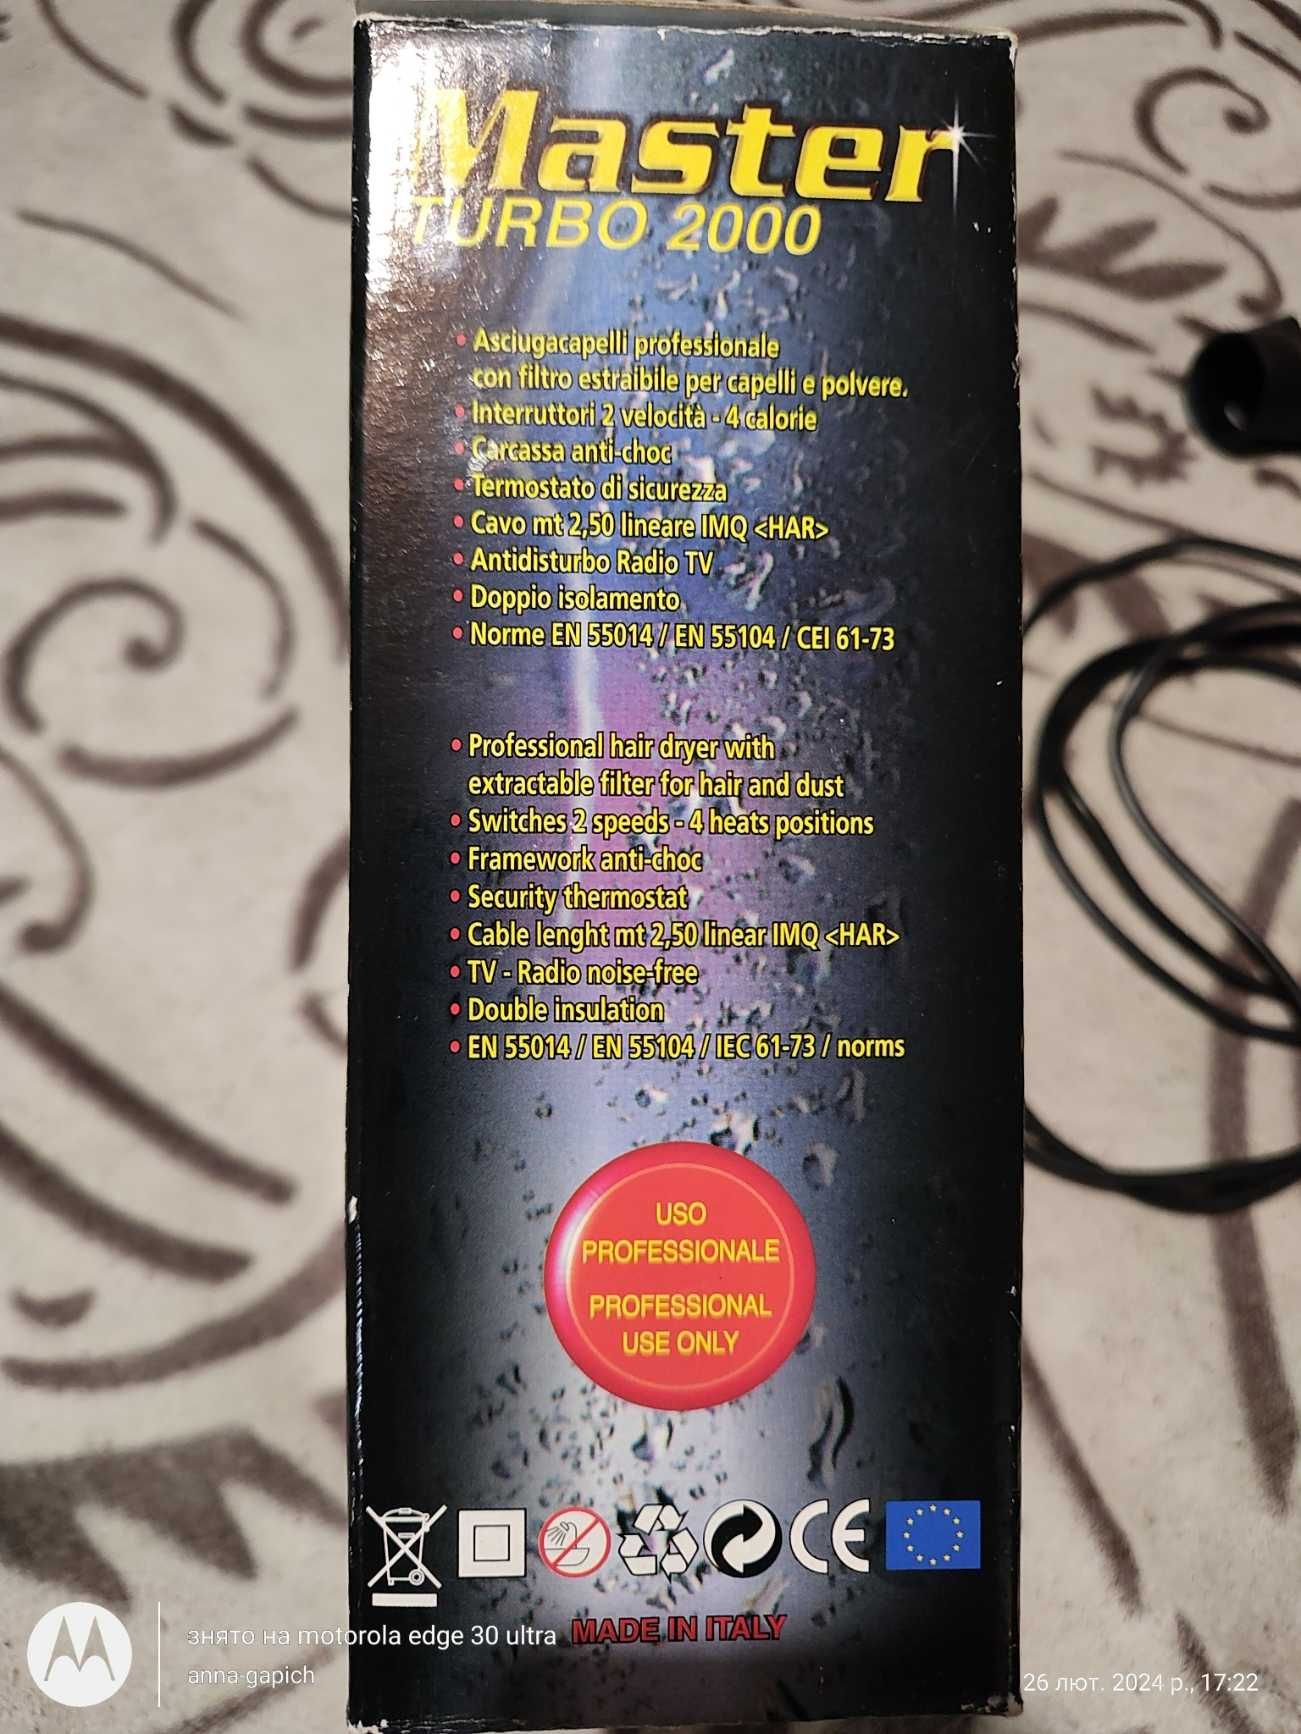 Master
TURBO 2000
• Asciugacapelli professionale
con filtro estraibile per capelli e polvere.
• Interruttori 2 velocità - 4 calorie
• Carcassa anti-choc
• Termostato di sicurezza
• Cavo mt 2,50 lineare IMQ <HAR>
• Antidisturbo Radio TV
• Doppio isolamento
• Norme EN 55014 / EN 55104 / CEI 61-73
• Professional hair dryer with
extractable filter for hair and dust
• Switches 2 speeds - 4 heats positions
• Framework anti-choc
• Security thermostat
• Cable lenght mt 2,50 linear IMQ <HAR>
• TV - Radio noise-free
• Double insulation
• EN 55014 / EN 55104 / IEC 61-73 / norms
USO
PROFESSIONALE
PROFESSIONAL
USE ONLY
CE
MADE IN ITALY
знято на motorola edge 30 ultra
anna-gapich
26 лют. 2024 р., 17:22